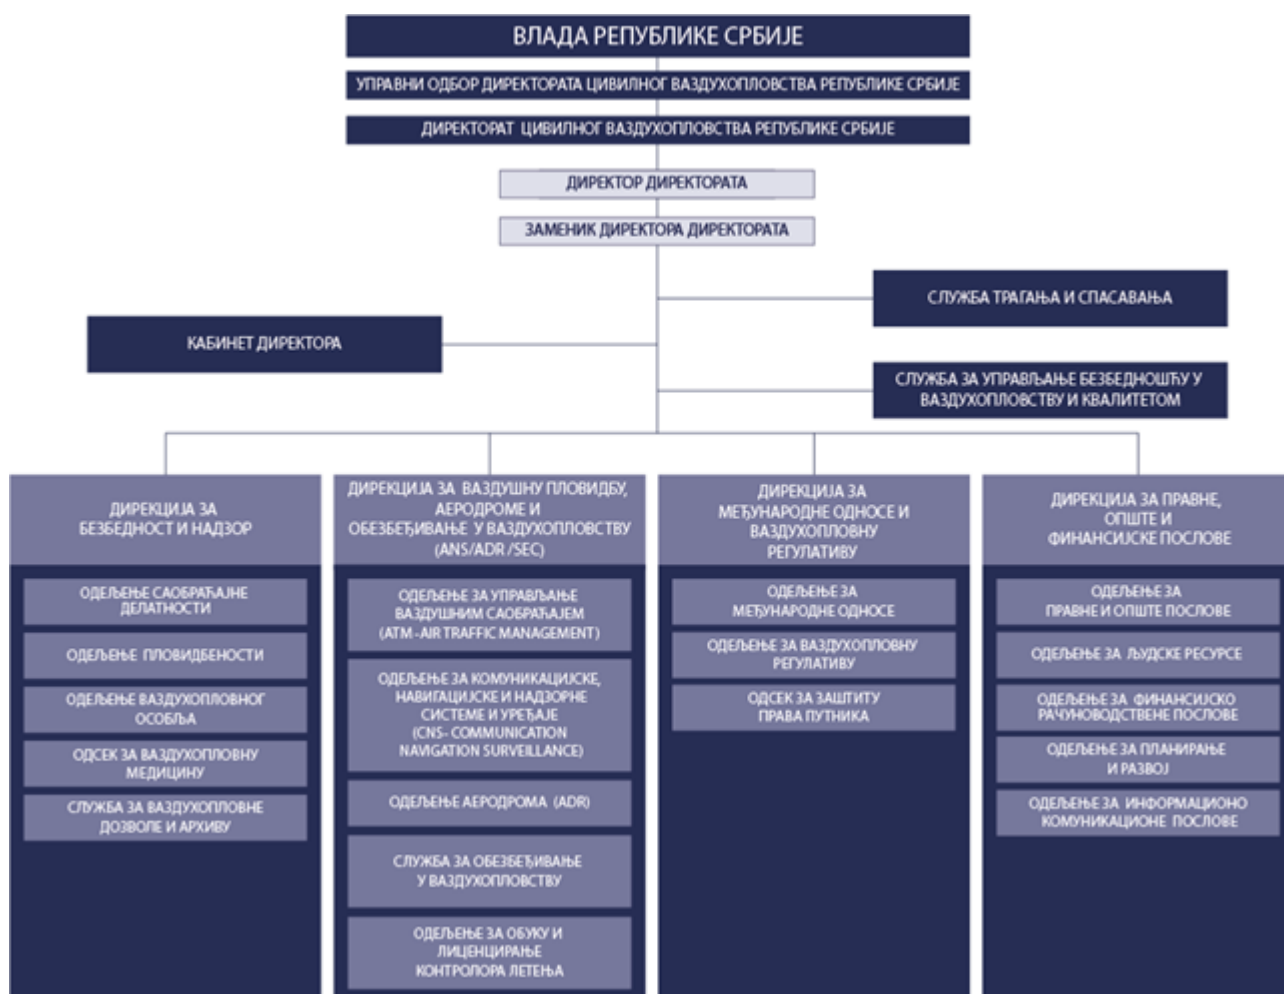 ВЛАДА РЕПУБЛИКЕ СРБИЈЕ
УПРАВНИ ОДБОР ДИРЕКТОРАТА ЦИВИЛНОГ ВАЗДУХОПЛОВСТВА РЕПУБЛИКЕ СРБИЈЕ
ДИРЕКТОРАТ ЦИВИЛНОГ ВАЗДУХОПЛОВСТВА РЕПУБЛИКЕ СРБИЈЕ
ДИРЕКТОР ДИРЕКТОРАТА
ЗАМЕНИК ДИРЕКТОРА ДИРЕКТОРАТА
СЛУЖБА ТРАГАЊА И СПАСАВАЊА
КАБИНЕТ ДИРЕКТОРА
СЛУЖБА ЗА УПРАВЉАЊЕ БЕЗБЕДНОШЋУ У
ВАЗДУХОПЛОВСТВУ И КВАЛИТЕТОМ
ДИРЕКЦИЈА ЗА
БЕЗБЕДНОСТ И НАДЗОР
ОДЕЉЕЊЕ САОБРАЋАЈНЕ
ДЕЛАТНОСТИ
ОДЕЉЕЊЕ ПЛОВИДБЕНОСТИ
ОДЕЉЕЊЕ ВАЗДУХОПЛОВНОГ
ОСОБЉА
ОДСЕК ЗА ВАЗДУХОПЛОВНУ
МЕДИЦИНУ
СЛУЖБА ЗА ВАЗДУХОПЛОВНЕ
ДОЗВОЛЕ И АРХИВУ
ДИРЕКЦИЈА ЗА ВАЗДУШНУ ПЛОВИДБУ,
АЕРОДРОМЕ И
ОБЕЗБЕЂИВАЊЕ У ВАЗДУХОПЛОВСТВУ
(ANS/ADR/SEC)
ОДЕЉЕЊЕ ЗА УПРАВЉАЊЕ
ВАЗДУШНИМ САОБРАЋАЈЕМ
(ATM -AIR TRAFFIC MANAGEMENT)
ОДЕЉЕЊЕ ЗА КОМУНИКАЦИЈСКЕ,
НАВИГАЦИЈСКЕ И НАДЗОРНЕ
СИСТЕМЕ И УРЕЂАЈЕ
(CNS- COMMUNICATION
NAVIGATION SURVEILLANCE)
ОДЕЉЕЊЕ АЕРОДРОМА (ADR)
СЛУЖБА ЗА ОБЕЗБЕЂИВАЊЕ
У ВАЗДУХОПЛОВСТВУ
ОДЕЉЕЊЕ ЗА ОБУКУ И
ЛИЦЕНЦИРАЊЕ
КОНТРОЛОРА ЛЕТЕЊА
ДИРЕКЦИЈА ЗА
МЕЂУНАРОДНЕ ОДНОСЕ И
ВАЗДУХОПЛОВНУ
РЕГУЛАТИВУ
ОДЕЉЕЊЕ ЗА
МЕЂУНАРОДНЕ ОДНОСЕ
ОДЕЉЕЊЕ ЗА ВАЗДУХОПЛОВНУ
РЕГУЛАТИВУ
ОДСЕК ЗА ЗАШТИТУ
ПРАВА ПУТНИКА
ДИРЕКЦИЈА ЗА ПРАВНЕ,
ОПШТЕ И
ФИНАНСИЈСКЕ ПОСЛОВЕ
ОДЕЉЕЊЕ ЗА
ПРАВНЕ И ОПШТЕ ПОСЛОВЕ
ОДЕЉЕЊЕ ЗА ЉУДСКЕ РЕСУРСЕ
ОДЕЉЕЊЕ ЗА ФИНАНСИЈСКО
РАЧУНОВОДСТВЕНЕ ПОСЛОВЕ
ОДЕЉЕЊЕ ЗА ПЛАНИРАЊЕ
И РАЗВОЈ
ОДЕЉЕЊЕ ЗА ИНФОРМАЦИОНО
КОМУНИКАЦИОНЕ ПОСЛОВЕ